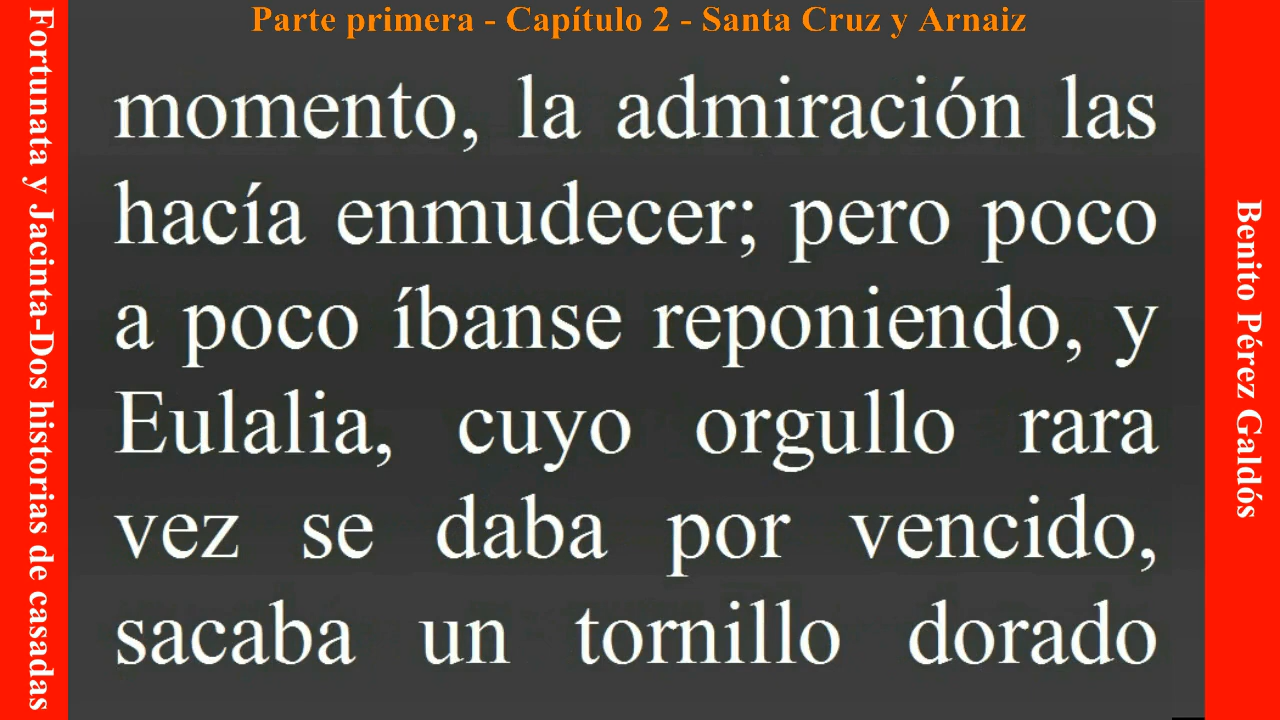 Parte primera - Capítulo 2 - Santa Cruz y Arnaiz
Fortunata y Jacinta-Dos historias de casadas
momento, la admiración las
hacía enmudecer; pero poco
a poco íbanse reponiendo, y
Eulalia, cuyo orgullo rara
vez se daba por vencido,
sacaba un tornillo dorado
Benito Pérez Galdós